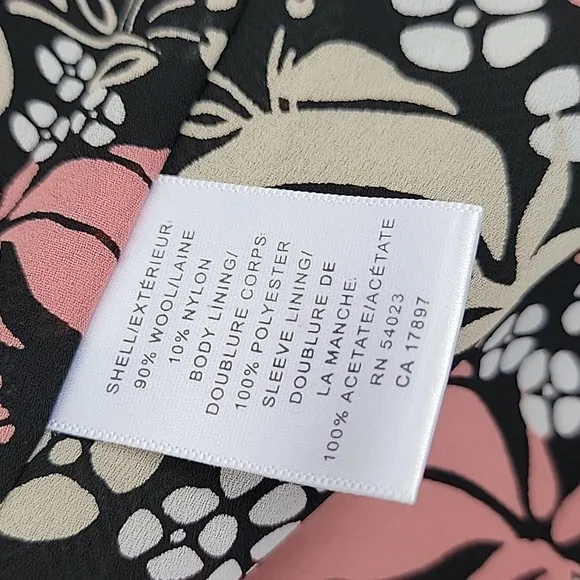 SHELL/EXTÉRIEUR:
90% WOOL/LAINE
10% NYLON
BODY LINING/
DOUBLURE CORPS:
100% POLYESTER
SLEEVE LINING/
DOUBLURE DE
LA MANCHE:
100% ACETATE/ACÉTATE
RN 54023
CA 17897